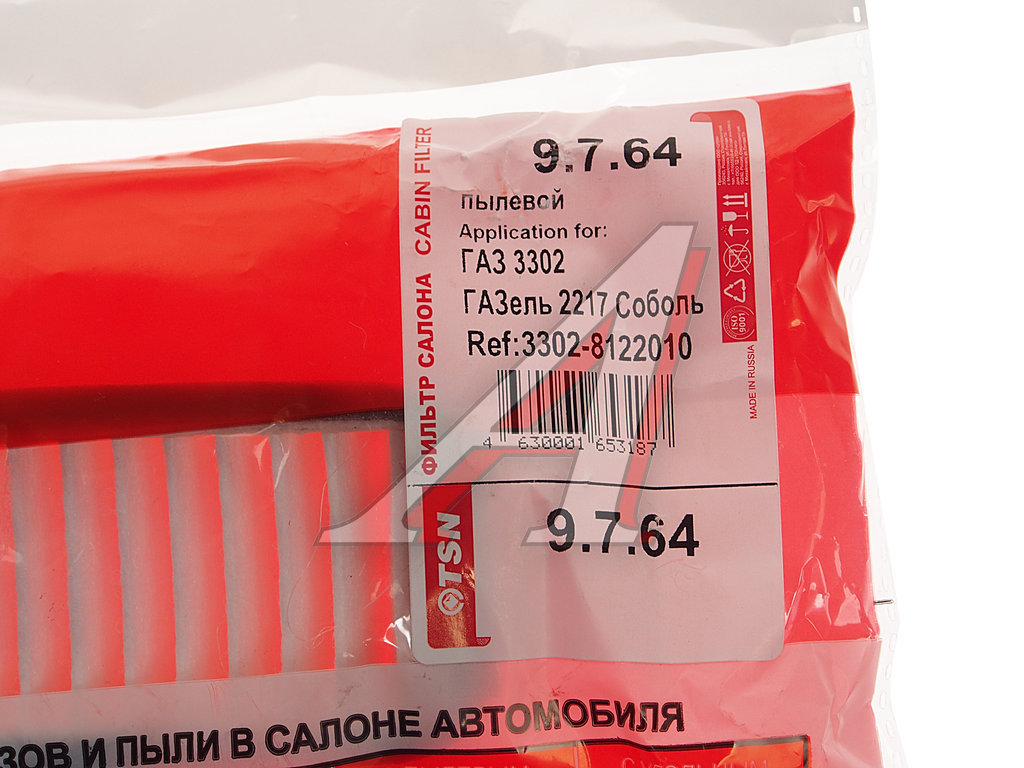 9.7.64
пылевой
Application for:
ГАЗ 3302
ГАЗель 2217 Соболь
Ref:3302-8122010
4 630001 653187
ФИЛЬТР САЛОНА CABIN FILTER
ISO 9001
MADE IN RUSSIA
TSN
9.7.64
ЗОВ И П�ыЛИ В САЛОНЕ АВТОМОБИЛЯ